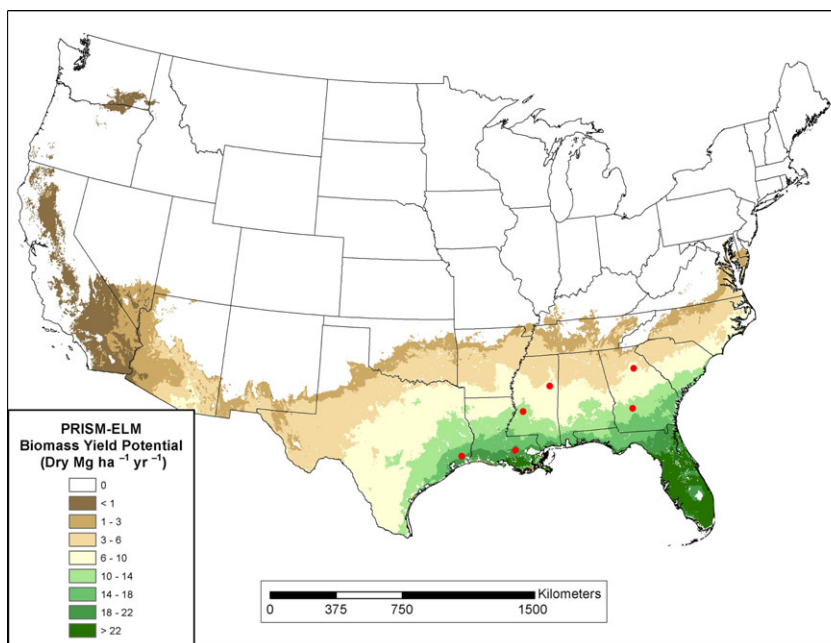 PRISM-ELM
Biomass Yield Potential
(Dry Mg ha ⁻¹ yr ⁻¹)
0
< 1
1 - 3
3 - 6
6 - 10
10 - 14
14 - 18
18 - 22
> 22
Kilometers
0 375 750 1500